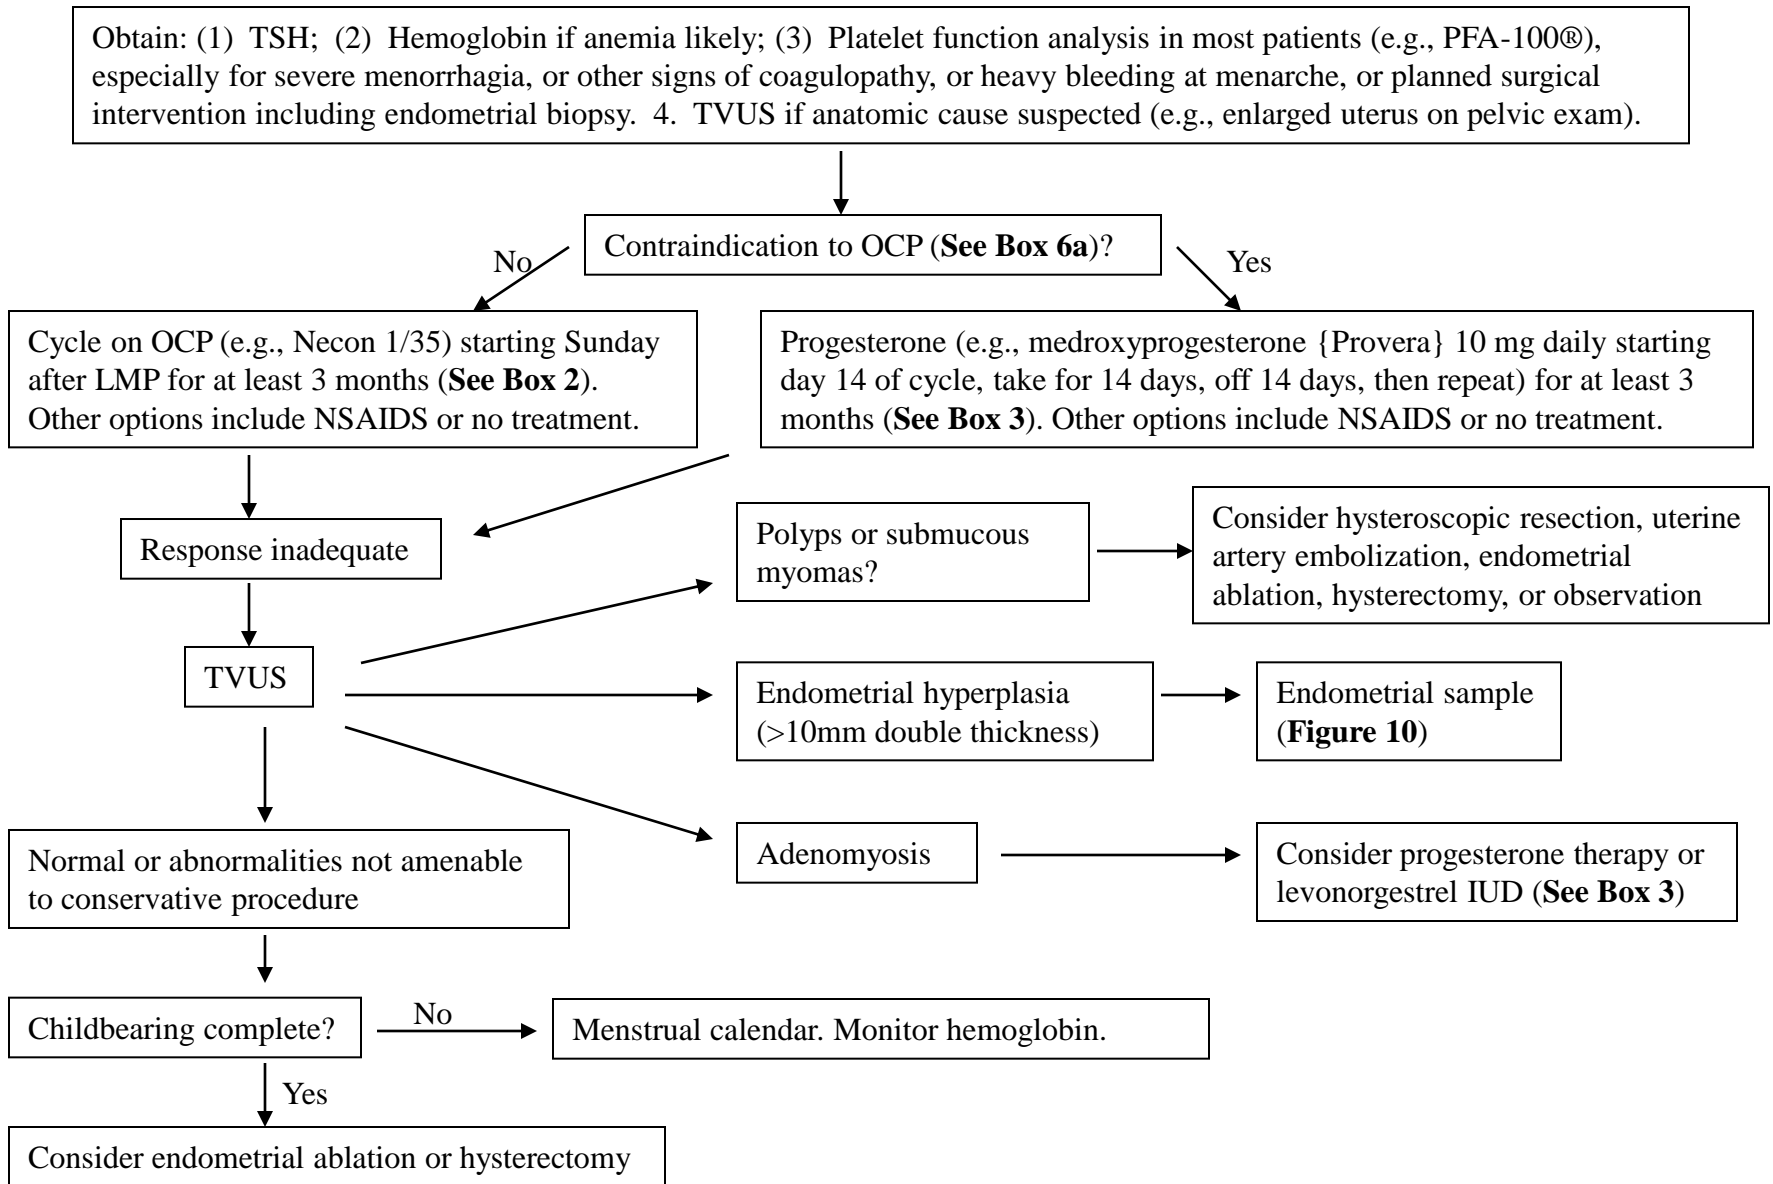 Obtain: (1) TSH; (2) Hemoglobin if anemia likely; (3) Platelet function analysis in most patients (e.g., PFA-100®),
especially for severe menorrhagia, or other signs of coagulopathy, or heavy bleeding at menarche, or planned surgical
intervention including endometrial biopsy. 4. TVUS if anatomic cause suspected (e.g., enlarged uterus on pelvic exam).
Contraindication to OCP (See Box 6a)?
No
Yes
Cycle on OCP (e.g., Necon 1/35) starting Sunday
after LMP for at least 3 months (See Box 2).
Other options include NSAIDS or no treatment.
Progesterone (e.g., medroxyprogesterone {Provera} 10 mg daily starting
day 14 of cycle, take for 14 days, off 14 days, then repeat) for at least 3
months (See Box 3). Other options include NSAIDS or no treatment.
Response inadequate
Polyps or submucous
myomas?
Consider hysteroscopic resection, uterine
artery embolization, endometrial
ablation, hysterectomy, or observation
TVUS
Endometrial hyperplasia
(>10mm double thickness)
Endometrial sample
(Figure 10)
Normal or abnormalities not amenable
to conservative procedure
Adenomyosis
Consider progesterone therapy or
levonorgestrel IUD (See Box 3)
Childbearing complete?
No
Menstrual calendar. Monitor hemoglobin.
Yes
Consider endometrial ablation or hysterectomy